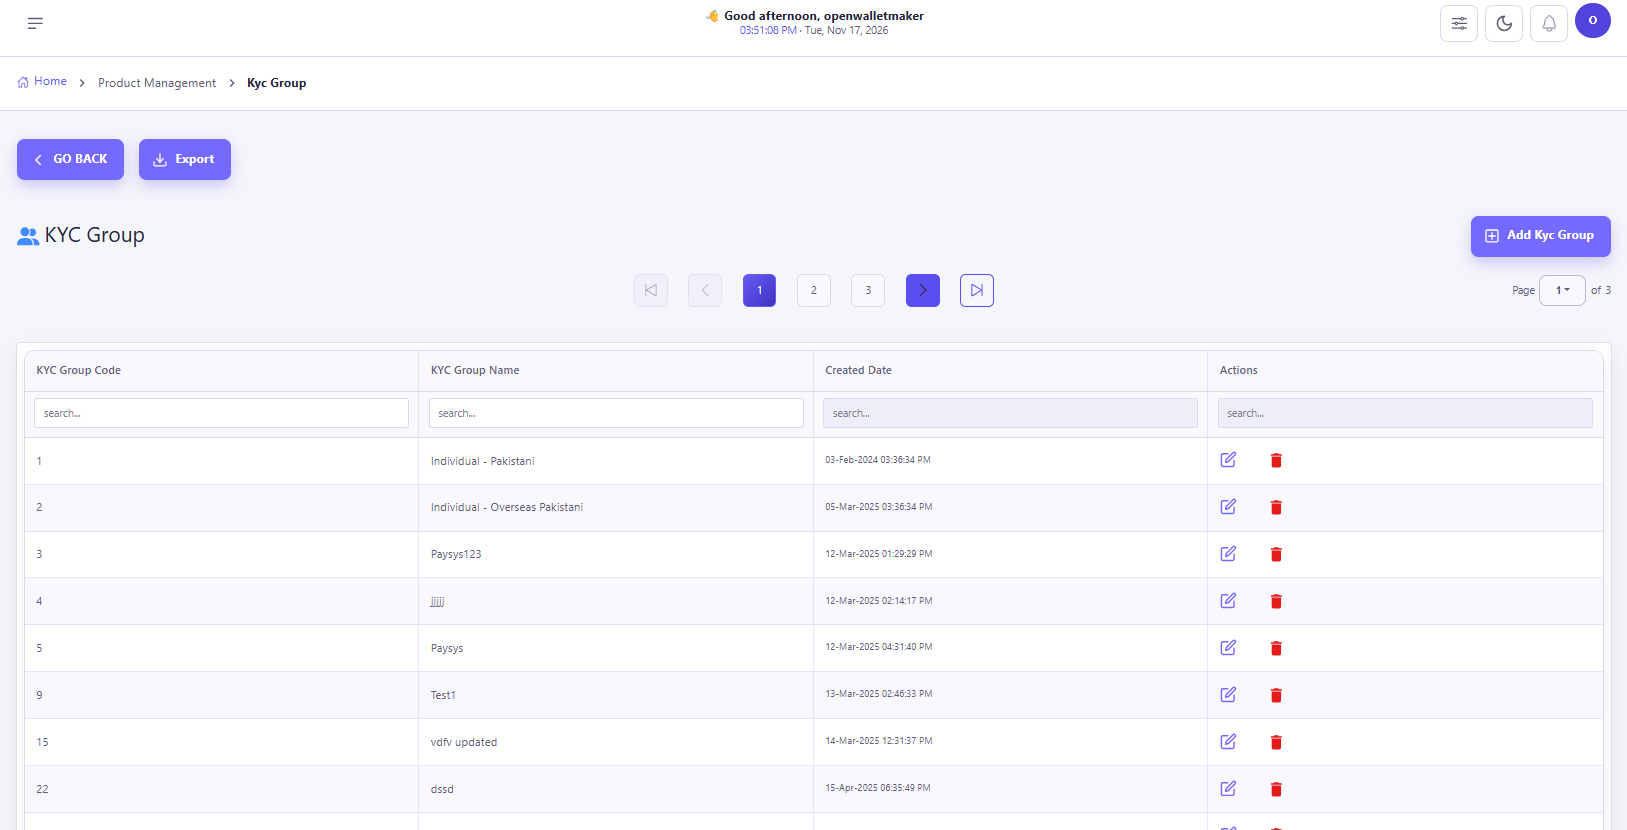 Good afternoon, openwalletmaker
03:51:08 PM · Tue, Nov 17, 2026
O
Home > Product Management > Kyc Group
GO BACK
Export
KYC Group
Add Kyc Group
1 2 3
Page 1 of 3
KYC Group Code KYC Group Name Created Date Actions
search... search... search... search...
1 Individual - Pakistani 03-Feb-2024 03:36:34 PM
2 Individual - Overseas Pakistani 05-Mar-2025 03:36:34 PM
3 Paysys123 12-Mar-2025 01:29:29 PM
4 jjjjj 12-Mar-2025 02:14:17 PM
5 Paysys 12-Mar-2025 04:31:40 PM
9 Test1 13-Mar-2025 02:46:33 PM
15 vdfv updated 14-Mar-2025 12:31:37 PM
22 dssd 15-Apr-2025 06:35:49 PM